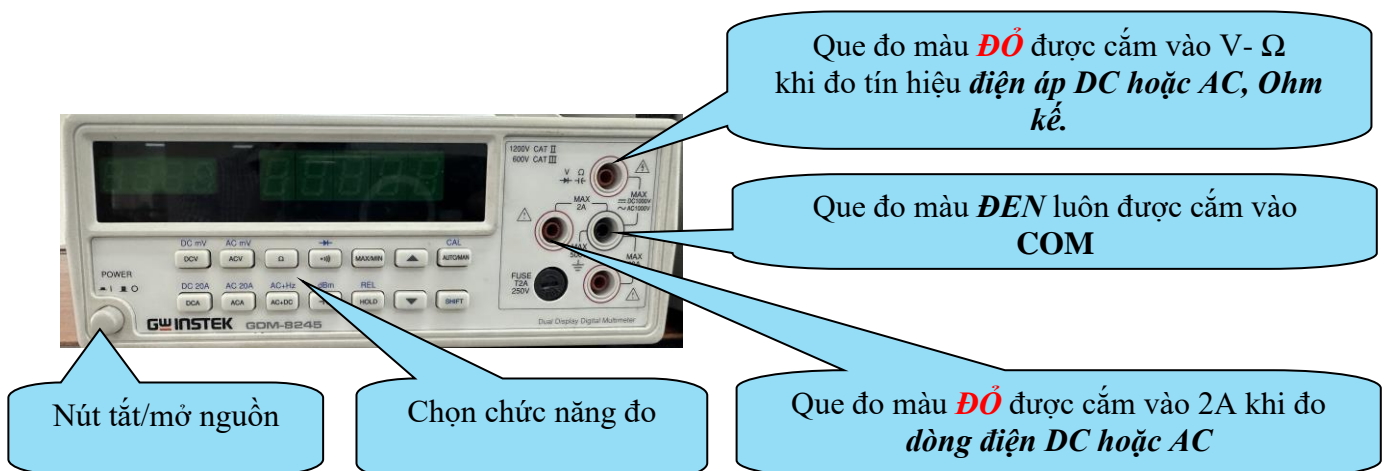 Que đo màu ĐỎ được cắm vào V- Ω
khi đo tín hiệu điện áp DC hoặc AC, Ohm
kế.
Que đo màu ĐEN luôn được cắm vào
COM
1200V CAT II
600V CAT III
V Ω
MAX
DC1000V
AC1000V
MAX
2A
MAX
500
MAX
FUSE
T2A
250V
DC mV AC mV CAL
DCV ACV Ω MAX/MIN AUTO/MAN
POWER
I O
DC 20A AC 20A AC+Hz dBm REL
DCA ACA AC+DC HOLD SHIFT
GW INSTEK GDM-8245
Dual Display Digital Multimeter
Nút tắt/mở nguồn
Chọn chức năng đo
Que đo màu ĐỎ được cắm vào 2A khi đo
dòng điện DC hoặc AC